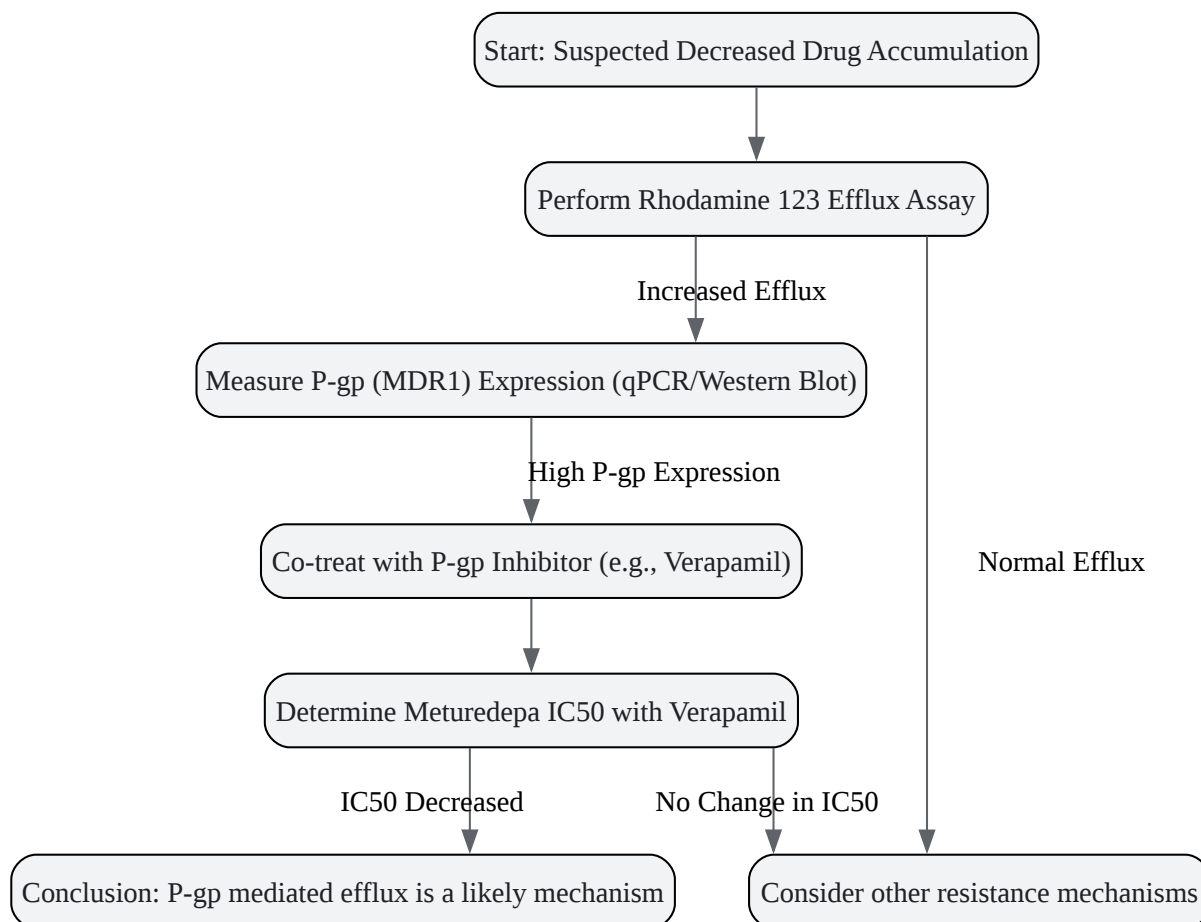 Start: Suspected Decreased Drug Accumulation
Perform Rhodamine 123 Efflux Assay
Increased Efflux
Measure P-gp (MDR1) Expression (qPCR/Western Blot)
High P-gp Expression
Co-treat with P-gp Inhibitor (e.g., Verapamil)
Normal Efflux
Determine Meturedepa IC50 with Verapamil
IC50 Decreased
No Change in IC50
Conclusion: P-gp mediated efflux is a likely mechanism
Consider other resistance mechanisms